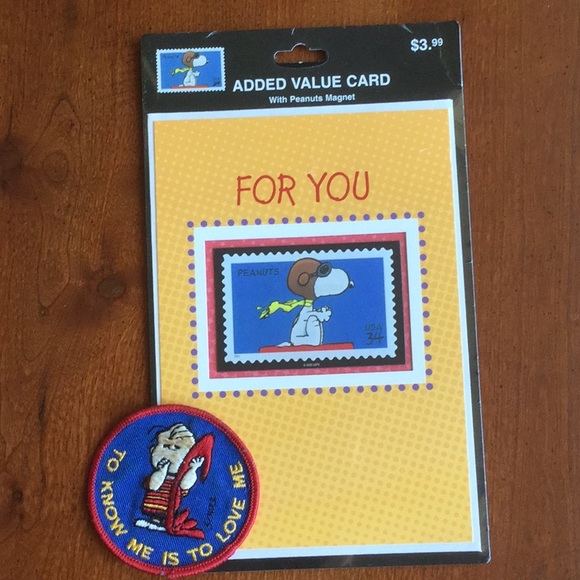 $3.99
ADDED VALUE CARD
With Peanuts Magnet
FOR YOU
PEANUTS
USA
34
TO KNOW ME IS TO LOVE ME
SCHULZ